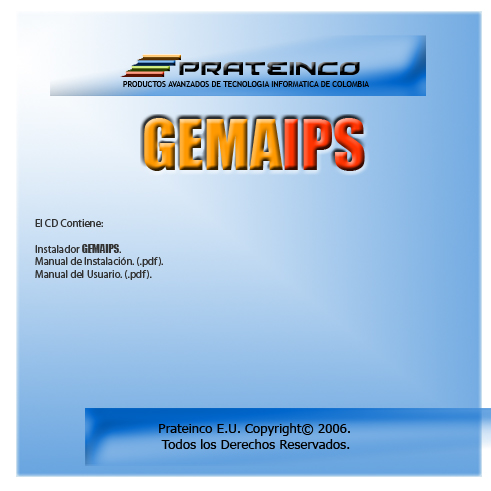 PRATEINCO
PRODUCTOS AVANZADOS DE TECNOLOGIA INFORMATICA DE COLOMBIA
GEMAIPS
El CD Contiene:
Instalador GEMAIPS.
Manual de Instalación. (.pdf).
Manual del Usuario. (.pdf).
Prateinco E.U. Copyright© 2006.
Todos los Derechos Reservados.